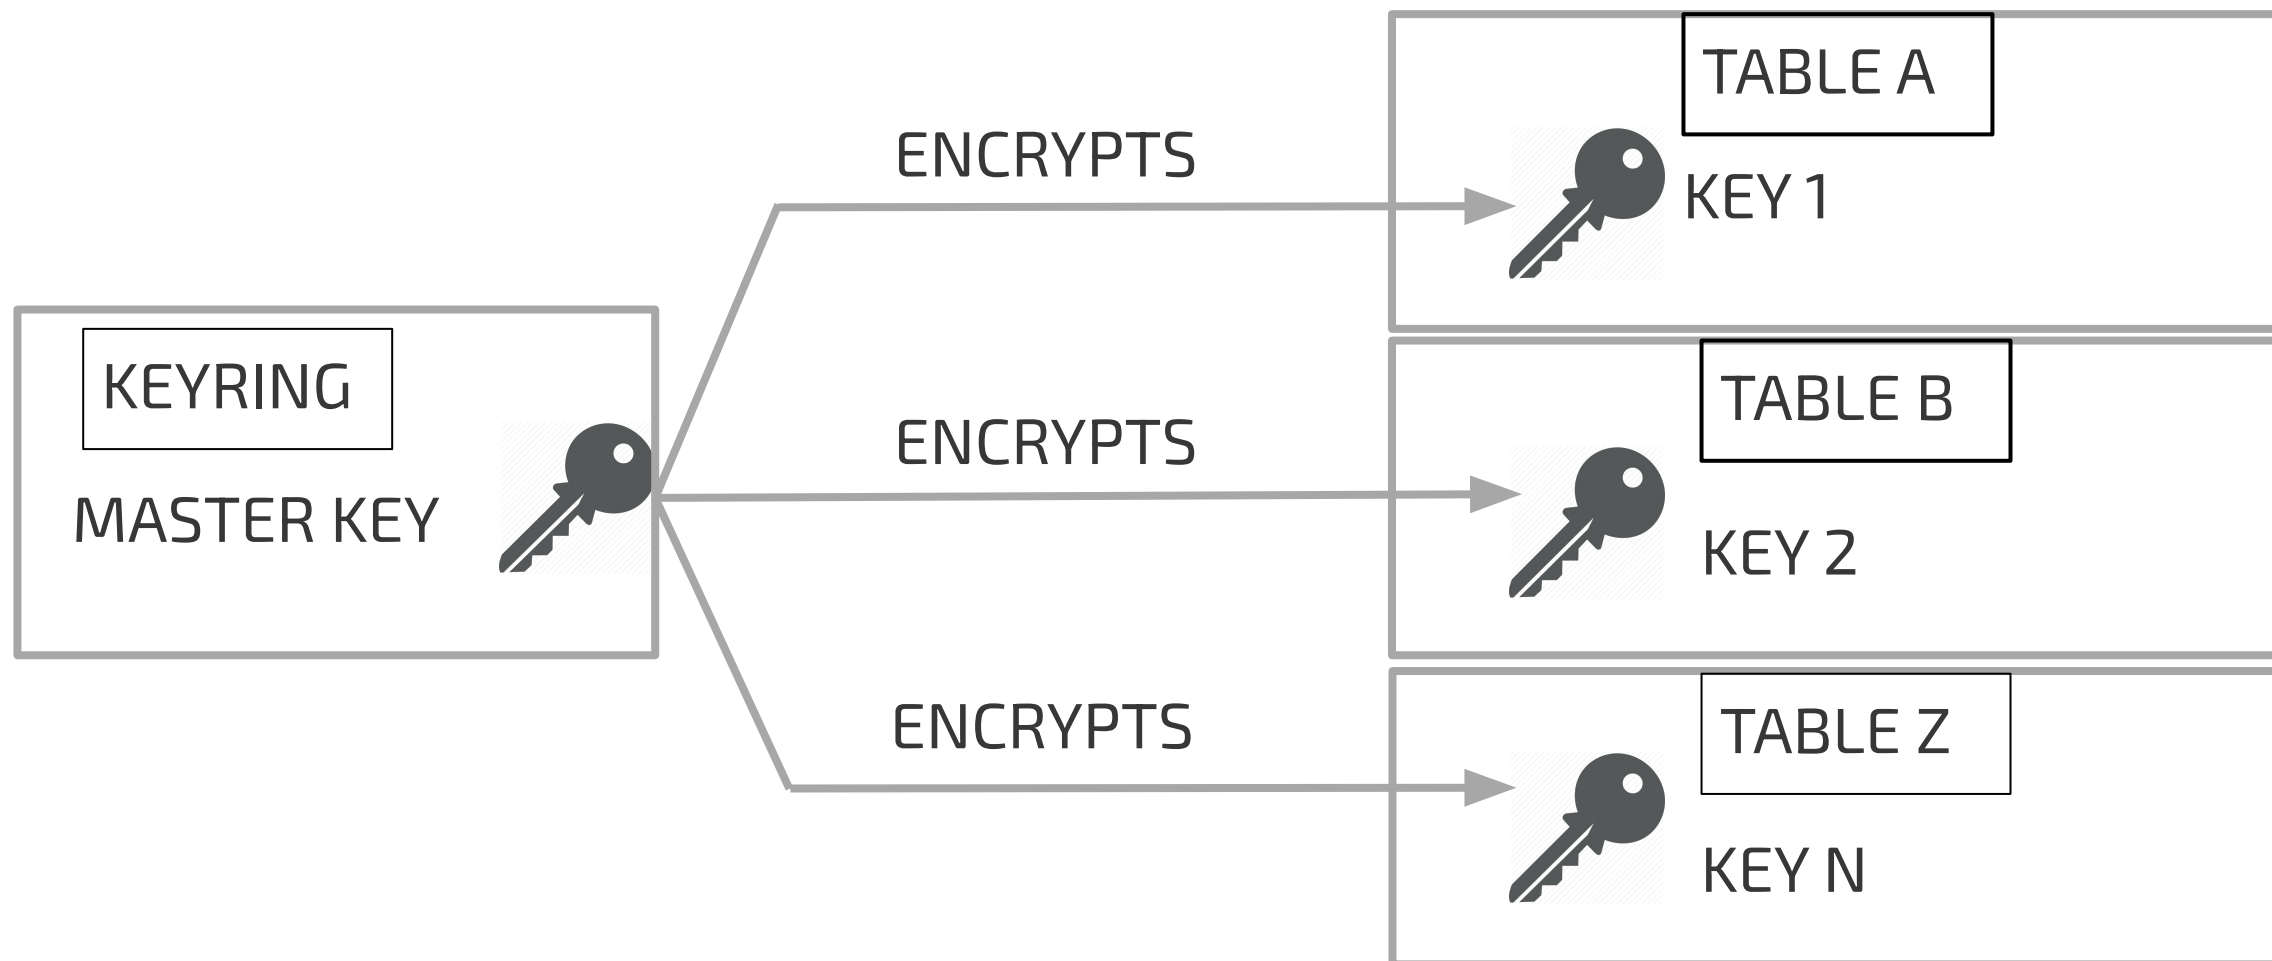 KEYRING
MASTER KEY
ENCRYPTS
ENCRYPTS
ENCRYPTS
TABLE A
KEY 1
TABLE B
KEY 2
TABLE Z
KEY N